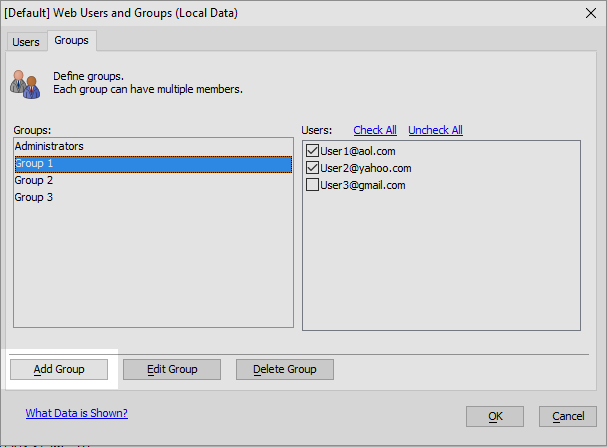 [Default] Web Users and Groups (Local Data)
Users Groups
Define groups.
Each group can have multiple members.
Groups:
Administrators
Group 1
Group 2
Group 3
Users: Check All Uncheck All
User1@aol.com
User2@yahoo.com
User3@gmail.com
Add Group Edit Group Delete Group
What Data is Shown?
OK Cancel